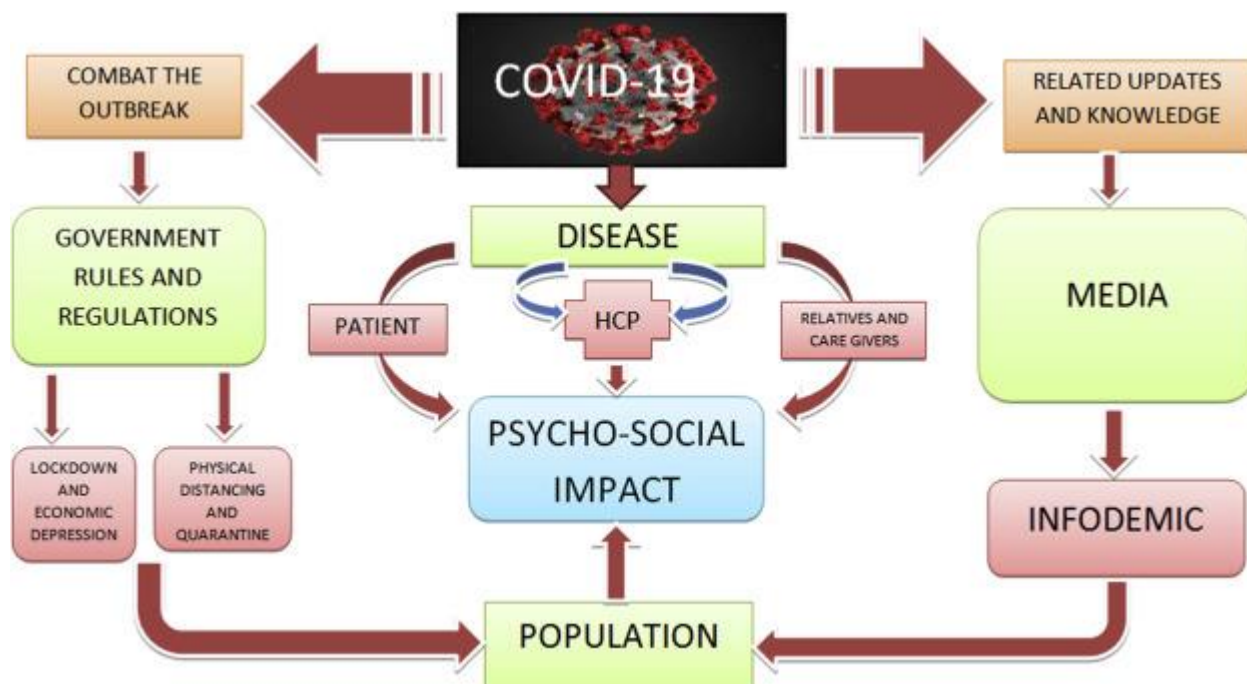 COVID-19
COMBAT THE
OUTBREAK
RELATED UPDATES
AND KNOWLEDGE
GOVERNMENT
RULES AND
REGULATIONS
DISEASE
MEDIA
PATIENT
HCP
RELATIVES AND
CARE GIVERS
PSYCHO-SOCIAL
IMPACT
LOCKDOWN
AND
ECONOMIC
DEPRESSION
PHYSICAL
DISTANCING
AND
QUARANTINE
INFODEMIC
POPULATION